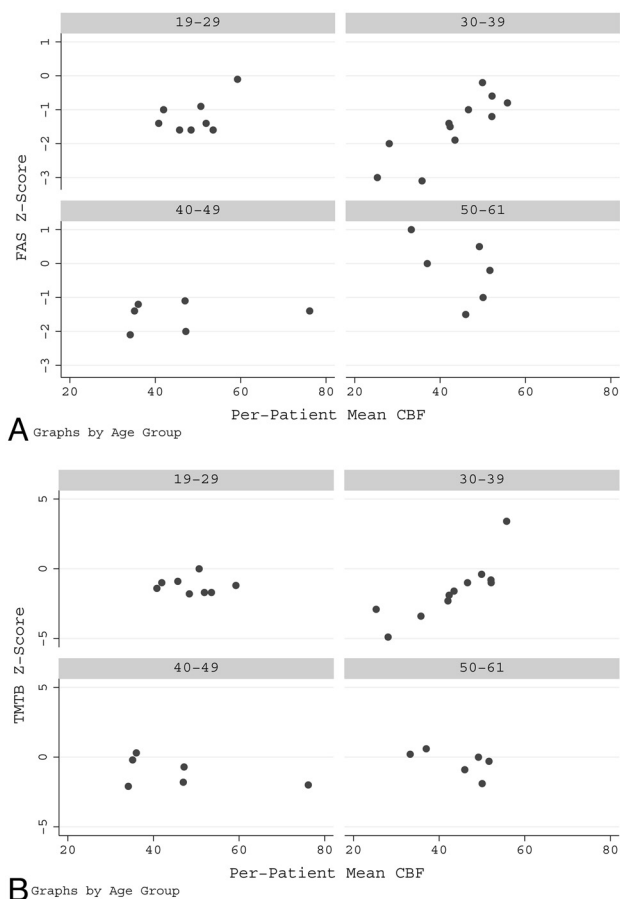 19-29 30-39
1
0
-1
-2
-3
40-49 50-61
1
0
-1
-2
-3
FAS Z-Score
20 40 60 80 20 40 60 80
Per-Patient Mean CBF
A Graphs by Age Group
19-29 30-39
5
0
-5
40-49 50-61
5
0
-5
TMTB Z-Score
20 40 60 80 20 40 60 80
Per-Patient Mean CBF
B Graphs by Age Group